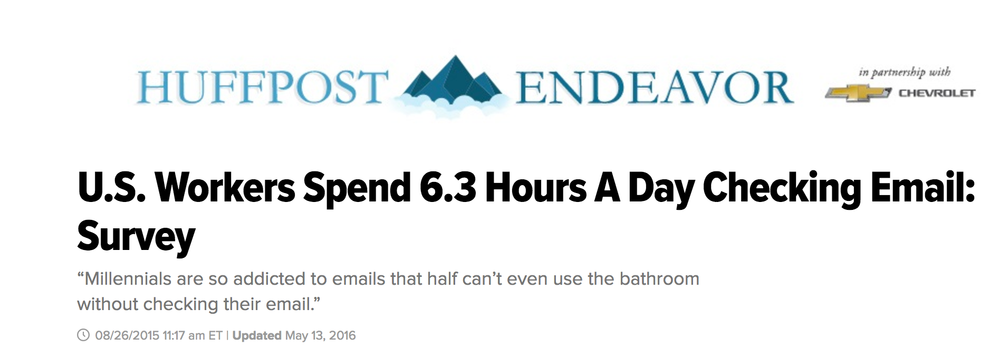 HUFFPOST ENDEAVOR
in partnership with
CHEVROLET
U.S. Workers Spend 6.3 Hours A Day Checking Email:
Survey
“Millennials are so addicted to emails that half can’t even use the bathroom
without checking their email.”
08/26/2015 11:17 am ET | Updated May 13, 2016